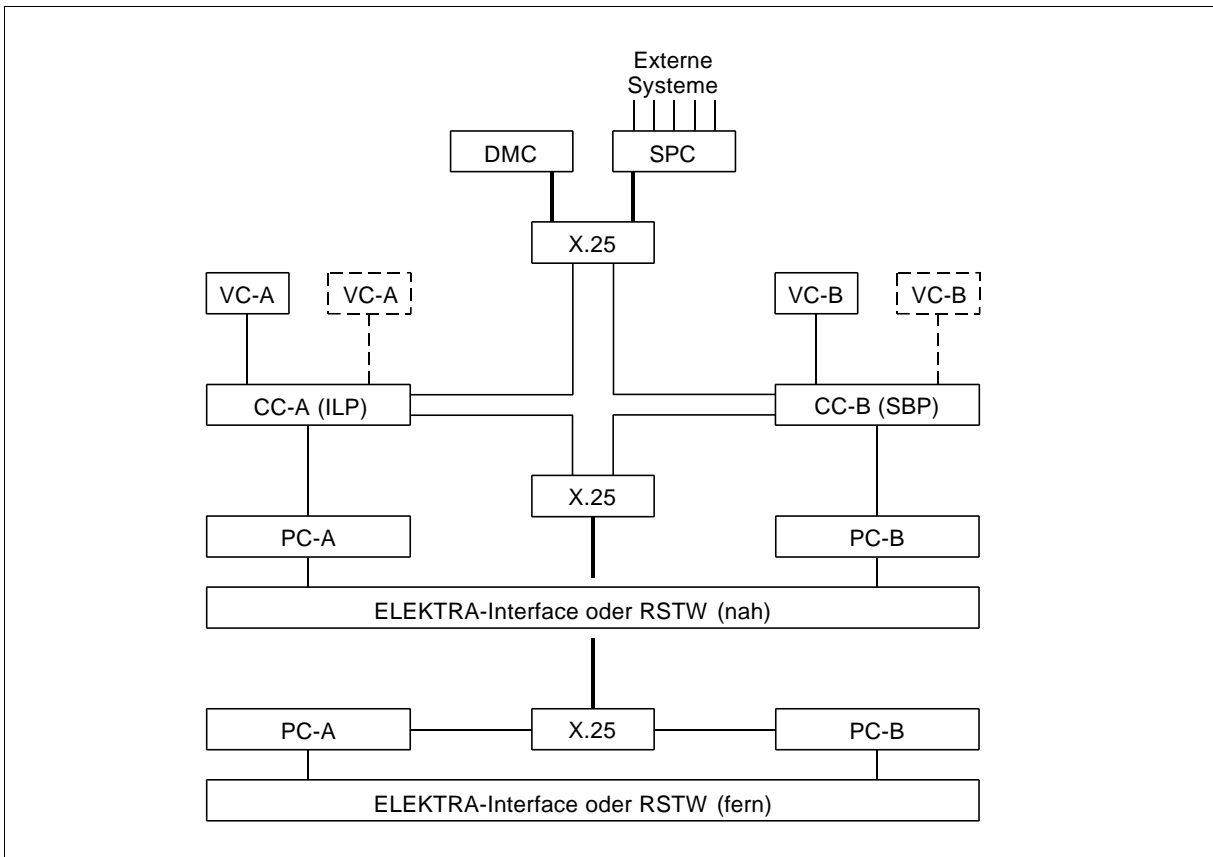 Externe
Systeme
DMC
SPC
X.25
VC-A
VC-A
VC-B
VC-B
CC-A (ILP)
CC-B (SBP)
X.25
PC-A
PC-B
ELEKTRA-Interface oder RSTW (nah)
PC-A
X.25
PC-B
ELEKTRA-Interface oder RSTW (fern)